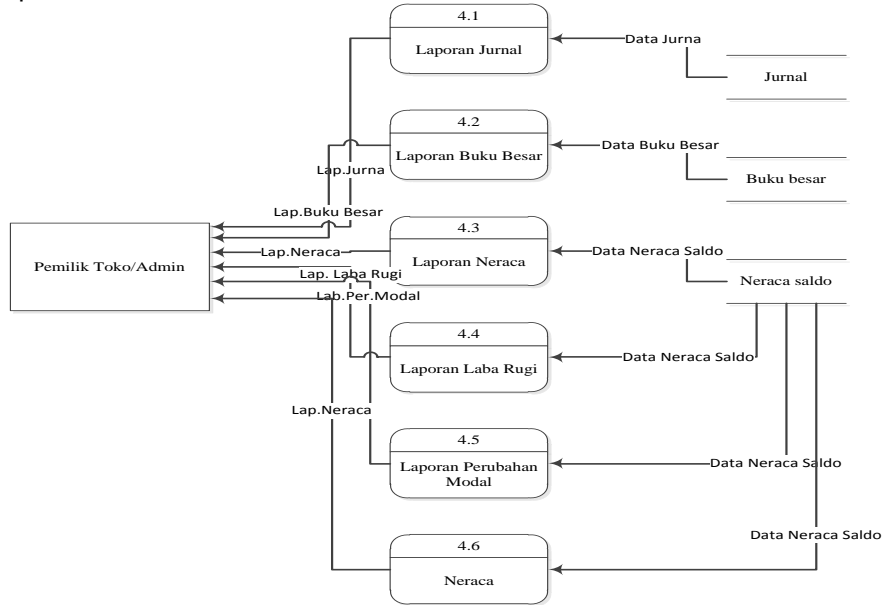 4.1
Laporan Jurnal
Data Jurna
Jurnal
4.2
Laporan Buku Besar
Data Buku Besar
Buku besar
Lap.Jurna
Lap.Buku Besar
Pemilik Toko/Admin
4.3
Laporan Neraca
Data Neraca Saldo
Neraca saldo
Lap.Neraca
Lap. Laba Rugi
Lab.Per.Modal
4.4
Laporan Laba Rugi
Data Neraca Saldo
Lap.Neraca
4.5
Laporan Perubahan
Modal
Data Neraca Saldo
4.6
Neraca
Data Neraca Saldo